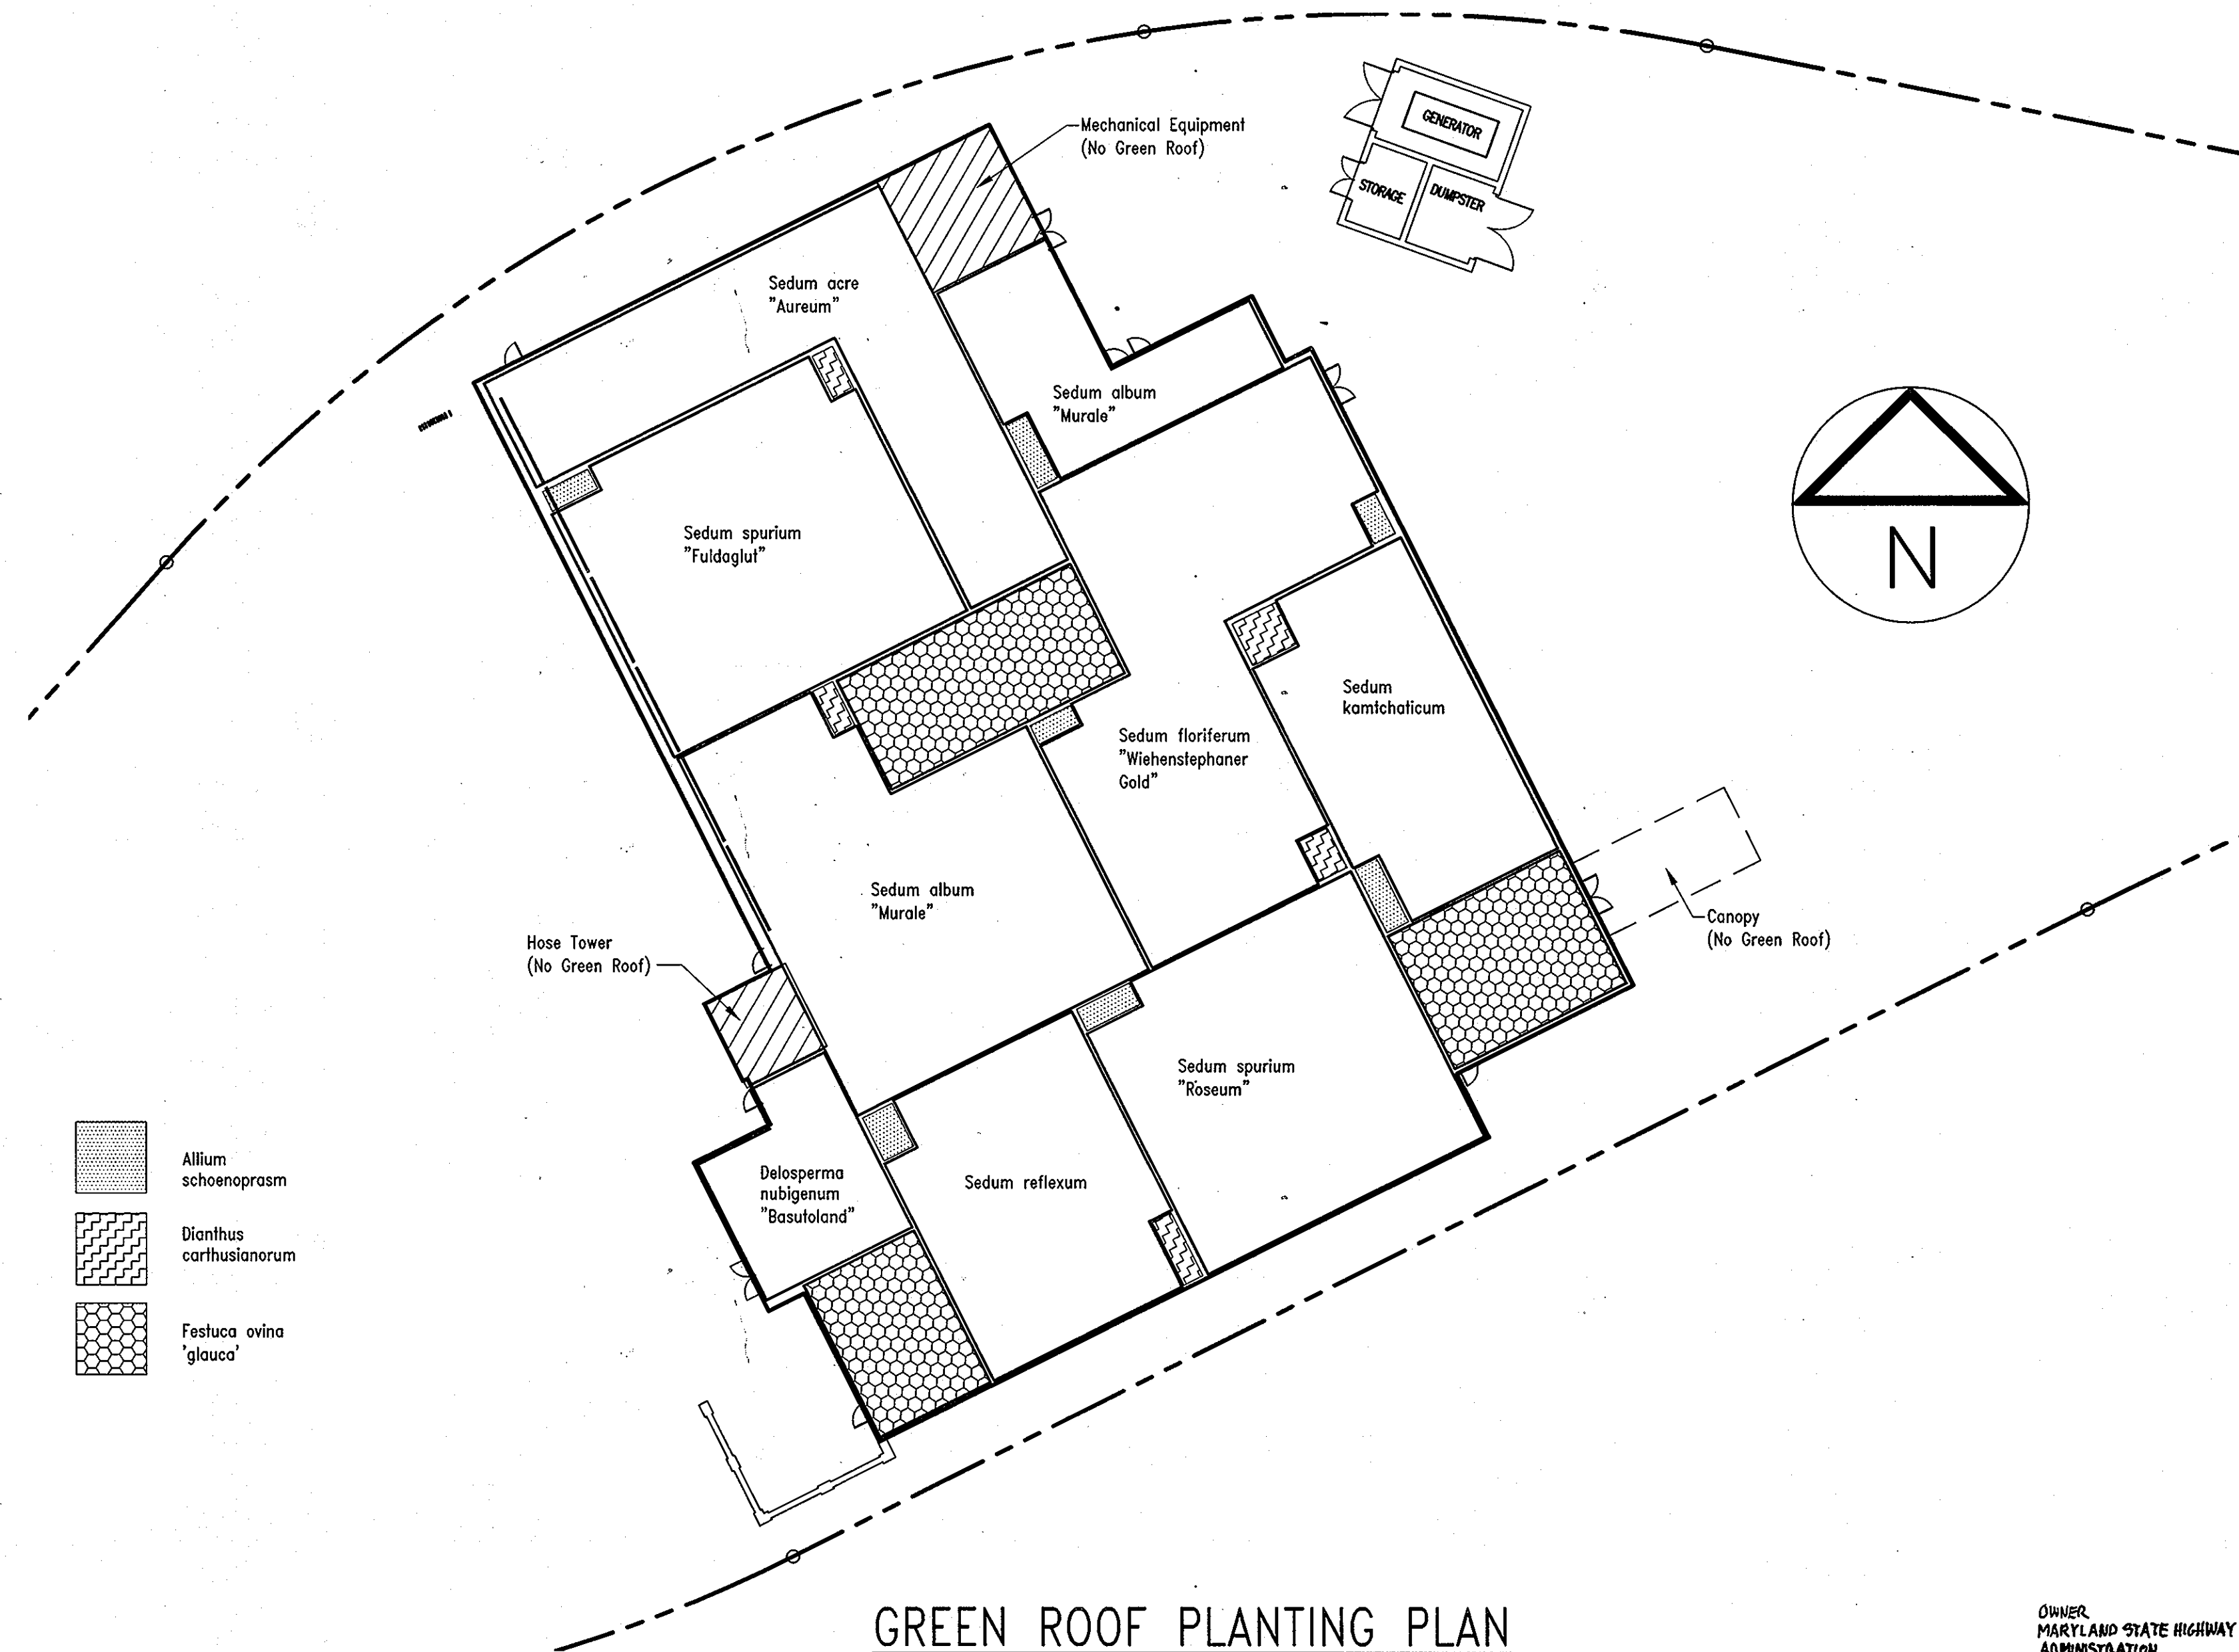 Mechanical Equipment
(No Green Roof)
GENERATOR
STORAGE
DUMPSTER
Sedum acre
"Aureum"
Sedum album
"Murale"
Sedum spurium
"Fuldaglut"
N
Sedum
kamtchaticum
Sedum floriferum
"Wiehenstephaner
Gold"
Sedum album
"Murale"
Canopy
(No Green Roof)
Hose Tower
(No Green Roof)
Sedum spurium
"Roseum"
Sedum reflexum
Delosperma
nubigenum
"Basutoland"
Allium
schoenoprasm
Dianthus
carthusianorum
Festuca ovina
'glauca'
GREEN ROOF PLANTING PLAN
OWNER
MARYLAND STATE HIGHWAY
ADMINISTRATION